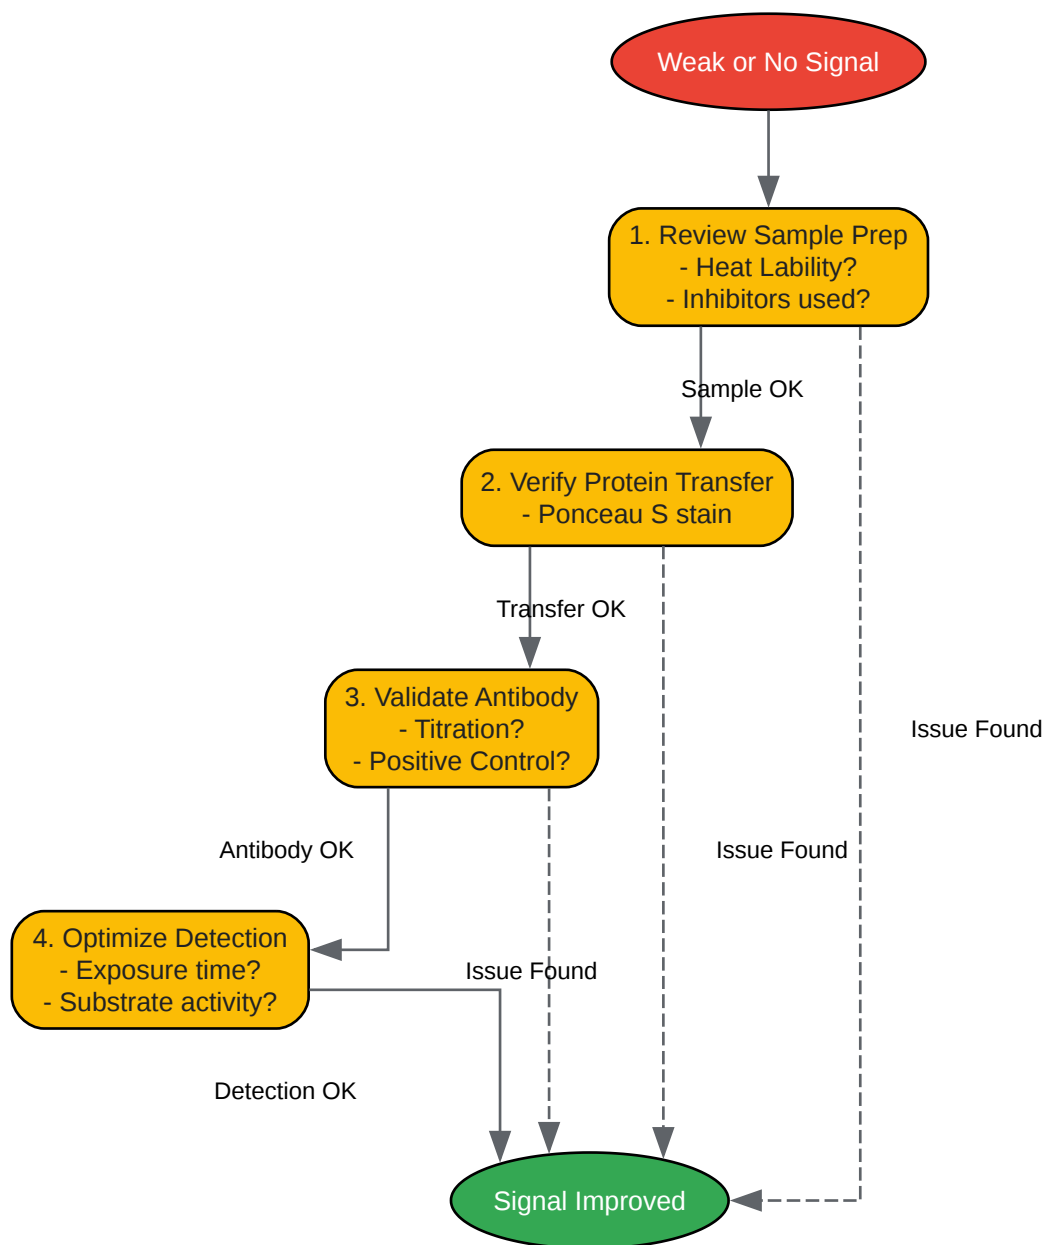 Weak or No Signal
1. Review Sample Prep
- Heat Lability?
- Inhibitors used?
Sample OK
2. Verify Protein Transfer
- Ponceau S stain
Transfer OK
3. Validate Antibody
- Titration?
- Positive Control?
Issue Found
Antibody OK
Issue Found
4. Optimize Detection
- Exposure time?
- Substrate activity?
Issue Found
Detection OK
Signal Improved